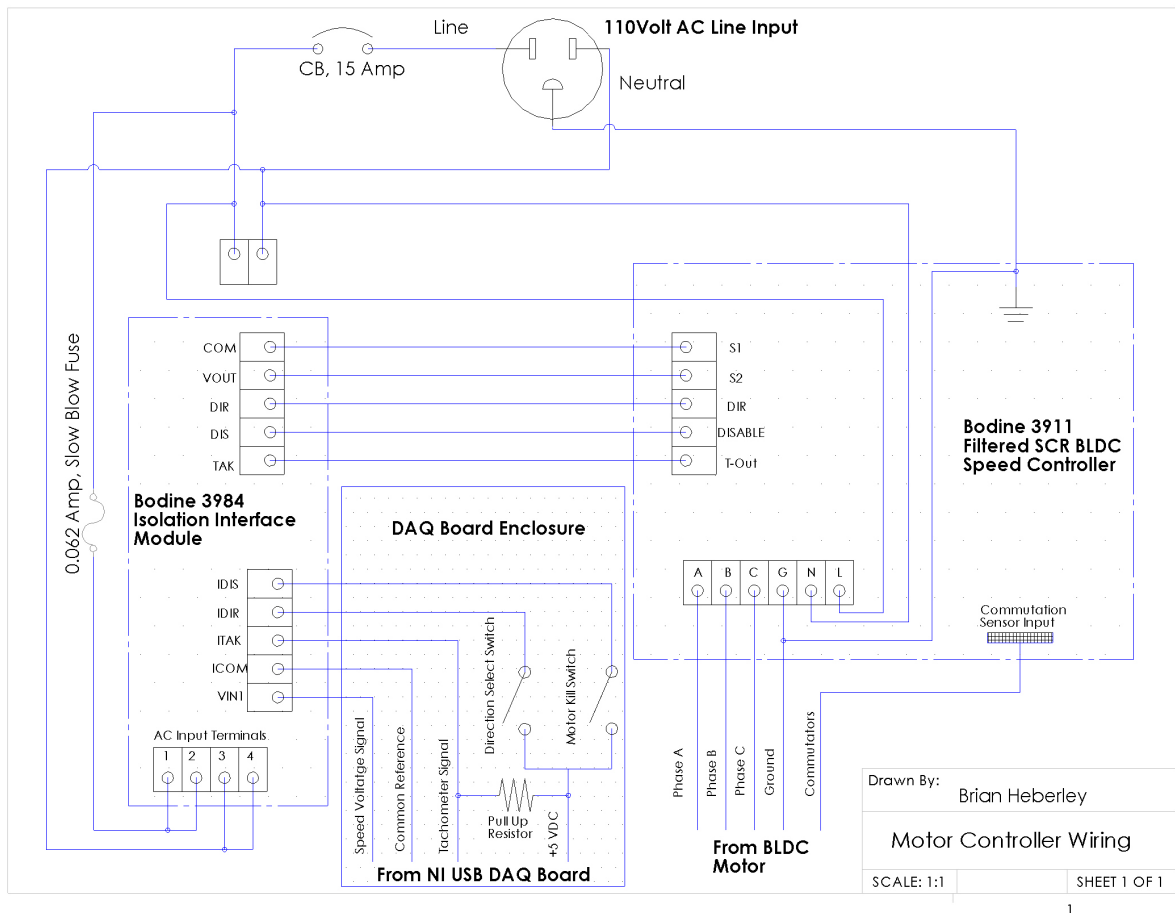 Line
110Volt AC Line Input
CB, 15 Amp
Neutral
0.062 Amp, Slow Blow Fuse
COM
VOUT
DIR
DIS
TAK
S1
S2
DIR
DISABLE
T-Out
Bodine 3911
Filtered SCR BLDC
Speed Controller
Bodine 3984
Isolation Interface
Module
DAQ Board Enclosure
IDIS
IDIR
ITAK
ICOM
VIN1
A B C G N L
Commutation
Sensor Input
Direction Select Switch
Motor Kill Switch
AC Input Terminals
1 2 3 4
Speed Voltatge Signal
Common Reference
Tachometer Signal
Pull Up
Resistor
+5 VDC
From NI USB DAQ Board
Phase A
Phase B
Phase C
Ground
Commutators
From BLDC
Motor
Drawn By:
Brian Heberley
Motor Controller Wiring
SCALE: 1:1
SHEET 1 OF 1
1